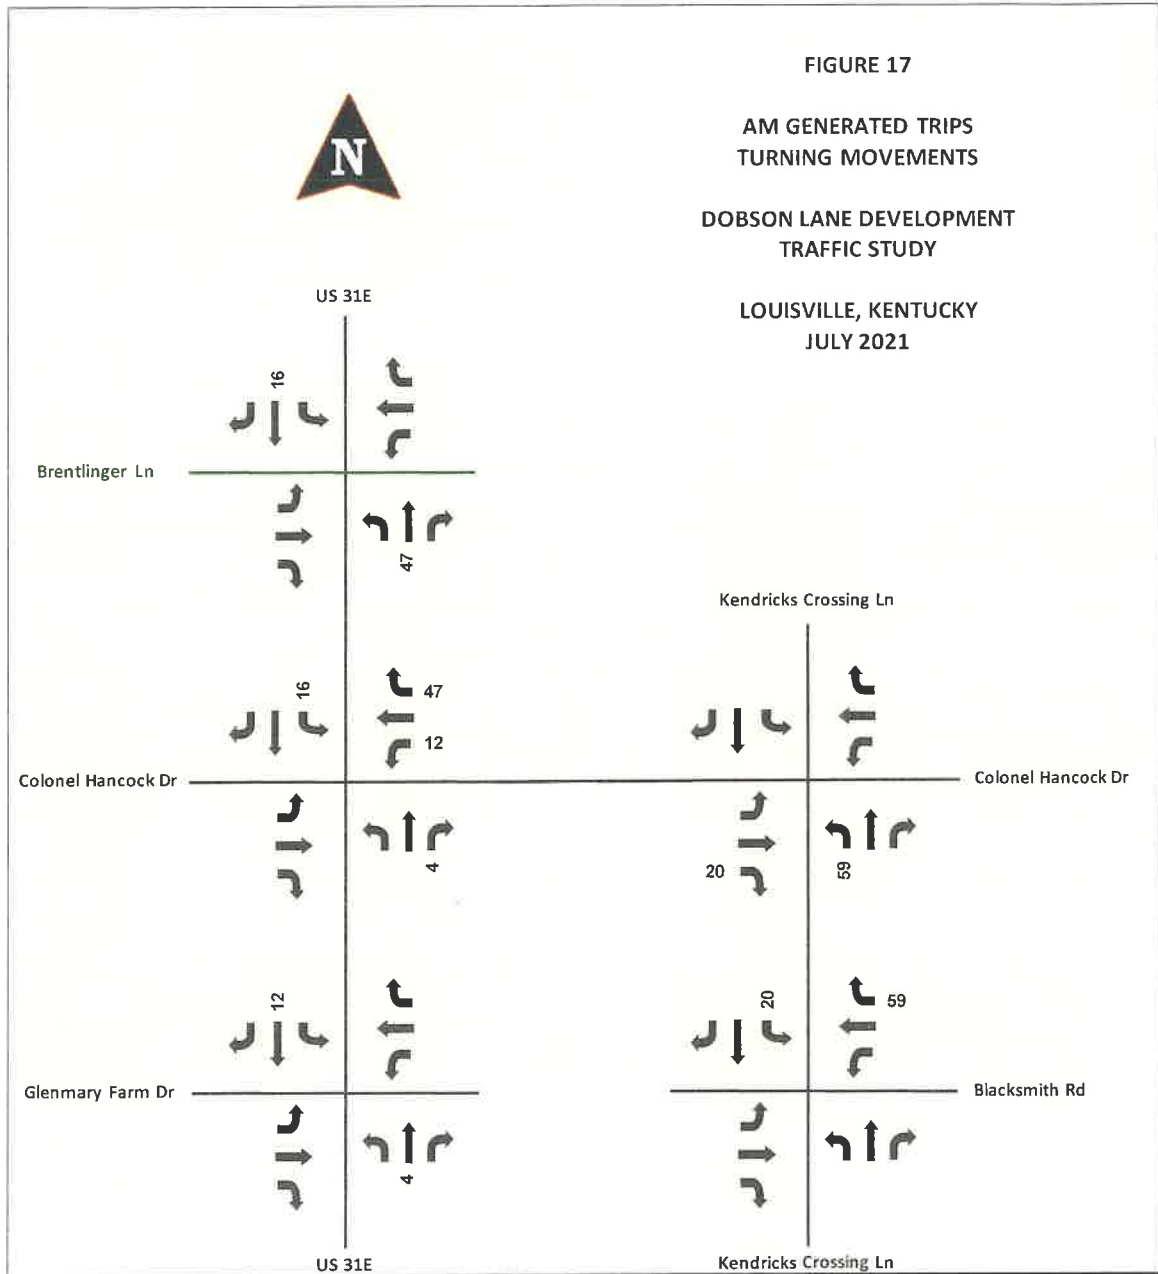 FIGURE 17
AM GENERATED TRIPS
TURNING MOVEMENTS
DOBSON LANE DEVELOPMENT
TRAFFIC STUDY
LOUISVILLE, KENTUCKY
JULY 2021
N
US 31E
16
Brentlinger Ln
47
Kendricks Crossing Ln
16
47
12
Colonel Hancock Dr
Colonel Hancock Dr
4
20
59
12
20
59
Glenmary Farm Dr
Blacksmith Rd
4
US 31E
Kendricks Crossing Ln